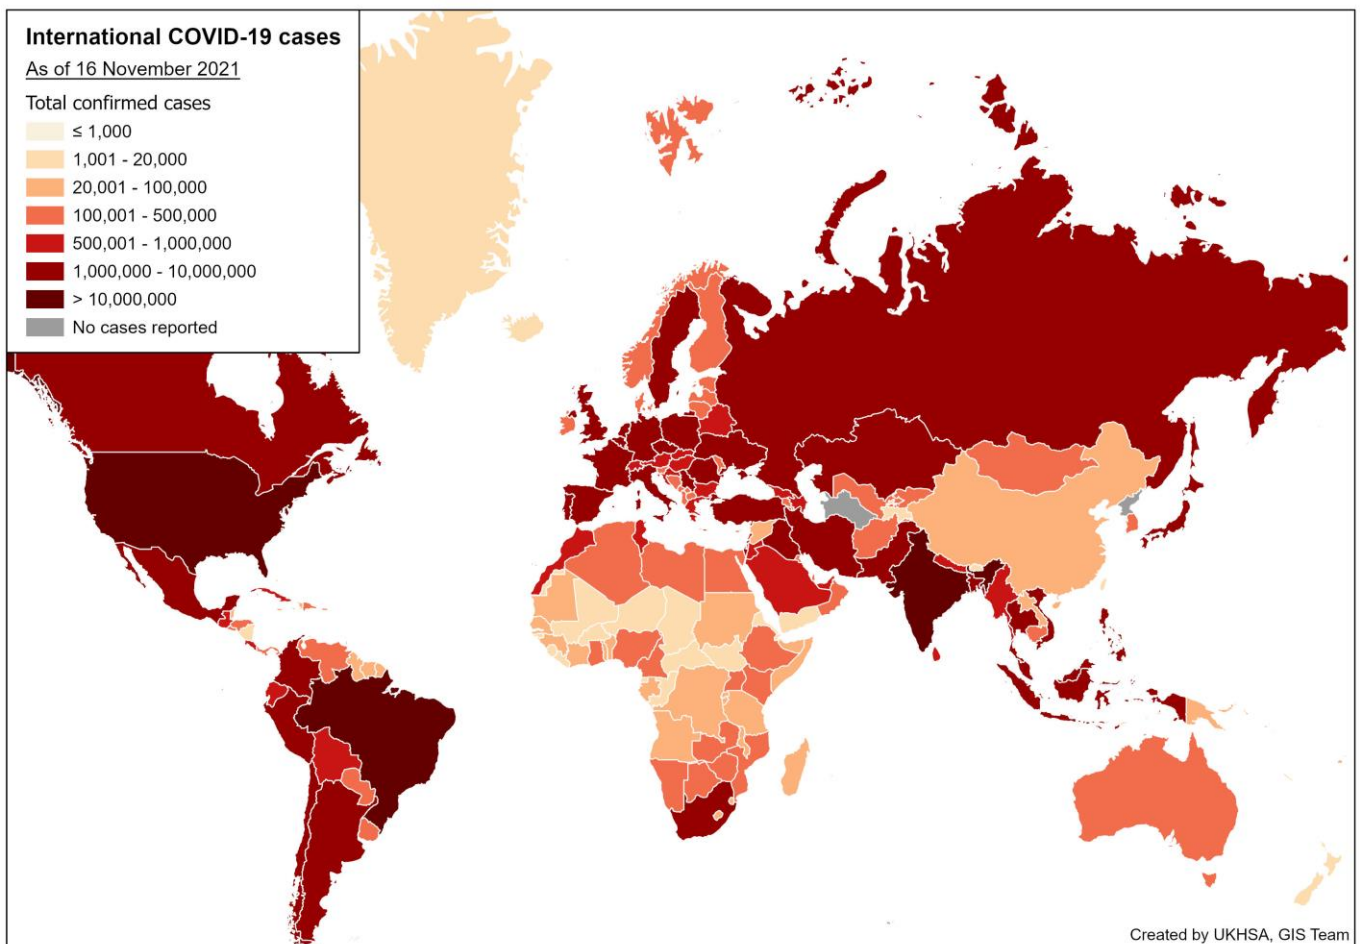 International COVID-19 cases
As of 16 November 2021
Total confirmed cases
≤ 1,000
1,001 - 20,000
20,001 - 100,000
100,001 - 500,000
500,001 - 1,000,000
1,000,000 - 10,000,000
> 10,000,000
No cases reported
Created by UKHSA, GIS Team